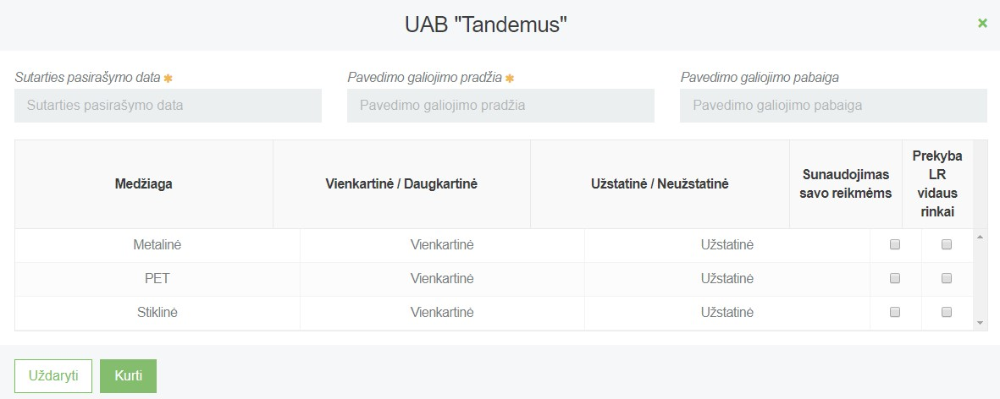 UAB "Tandemus"
×
Sutarties pasirašymo data ✱
Pavedimo galiojimo pradžia ✱
Pavedimo galiojimo pabaiga
Sutarties pasirašymo data
Pavedimo galiojimo pradžia
Pavedimo galiojimo pabaiga
Medžiaga
Vienkartinė / Daugkartinė
Užstatinė / Neužstatinė
Sunaudojimas
savo reikmėms
Prekyba
LR
vidaus
rinkai
Metalinė Vienkartinė Užstatinė
PET Vienkartinė Užstatinė
Stiklinė Vienkartinė Užstatinė
Uždaryti Kurti